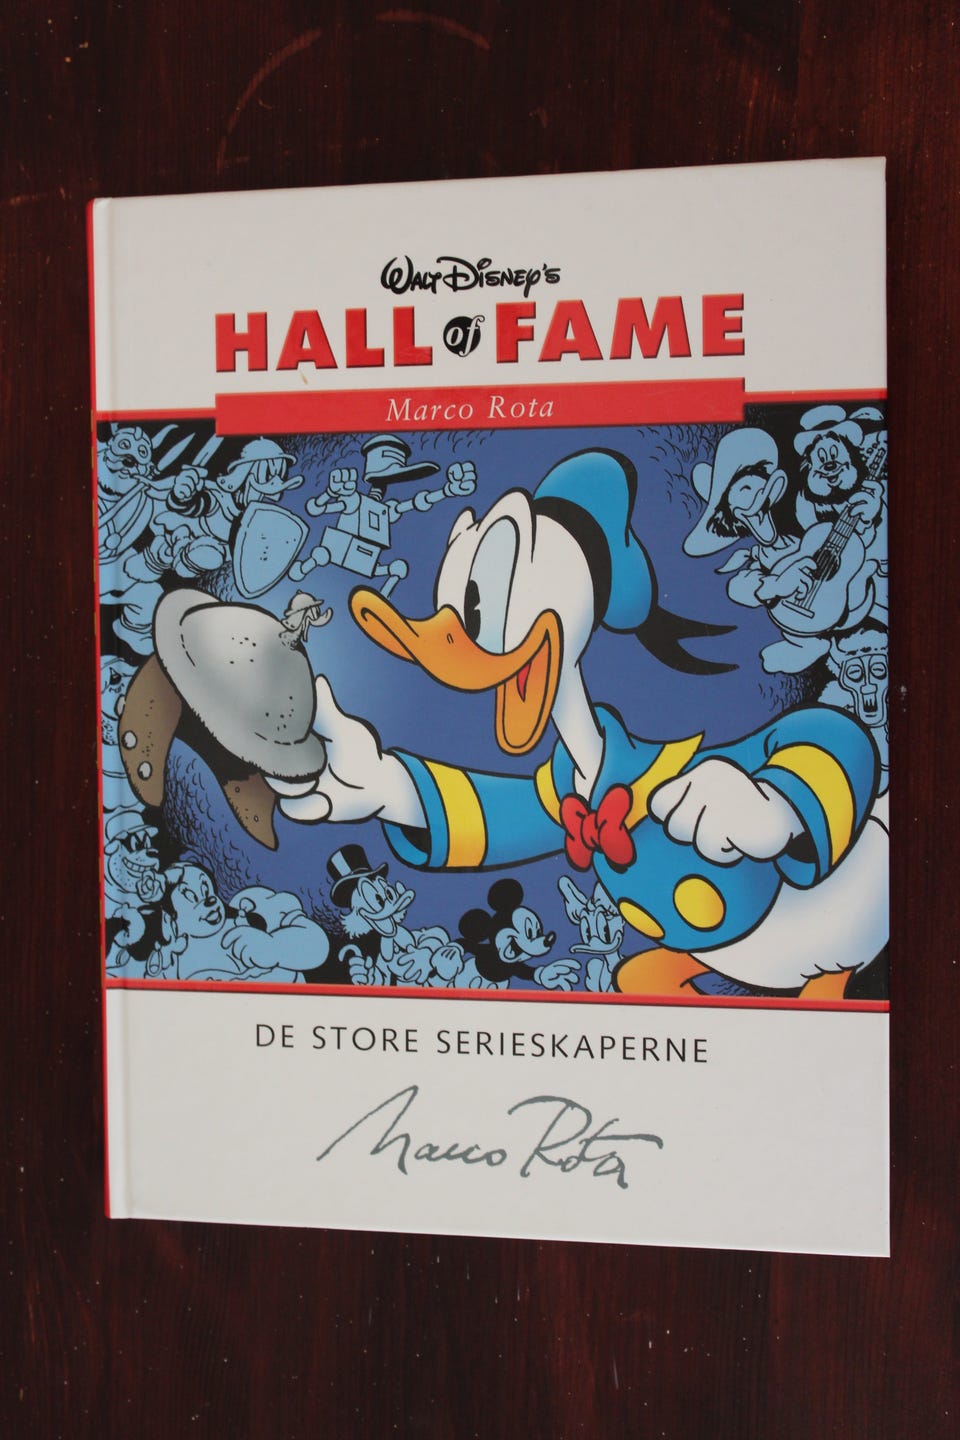 WALT DISNEY'S
HALL of FAME
Marco Rota
DE STORE SERIESKAPERNE
Marco Rota